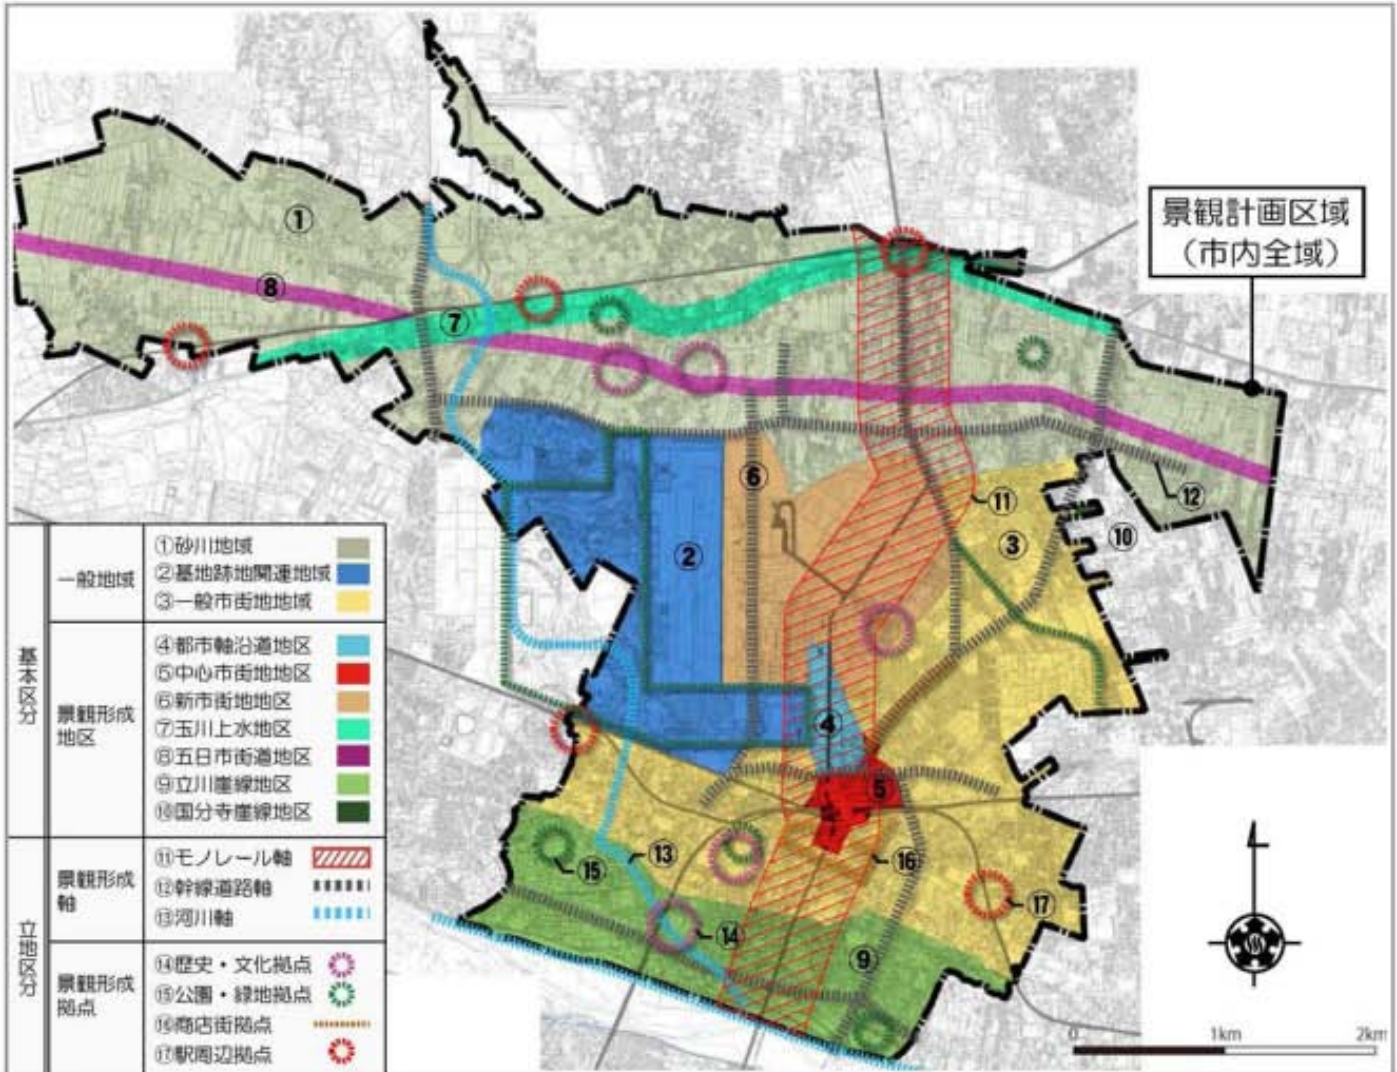 景観計画区域
（市内全域）
①
⑧
⑦
⑥
②
⑪
③
⑩
⑫
④
⑤
⑬
⑮
⑯
⑰
⑭
⑨
基本区分
一般地域
①砂川地域
②基地跡地関連地域
③一般市街地地域
景観形成
地区
④都市軸沿道地区
⑤中心市街地地区
⑥新市街地地区
⑦玉川上水地区
⑧五日市街道地区
⑨立川崖線地区
⑩国分寺崖線地区
立地区分
景観形成
軸
⑪モノレール軸
⑫幹線道路軸
⑬河川軸
景観形成
拠点
⑭歴史・文化拠点
⑮公園・緑地拠点
⑯商店街拠点
⑰駅周辺拠点
0 1km 2km